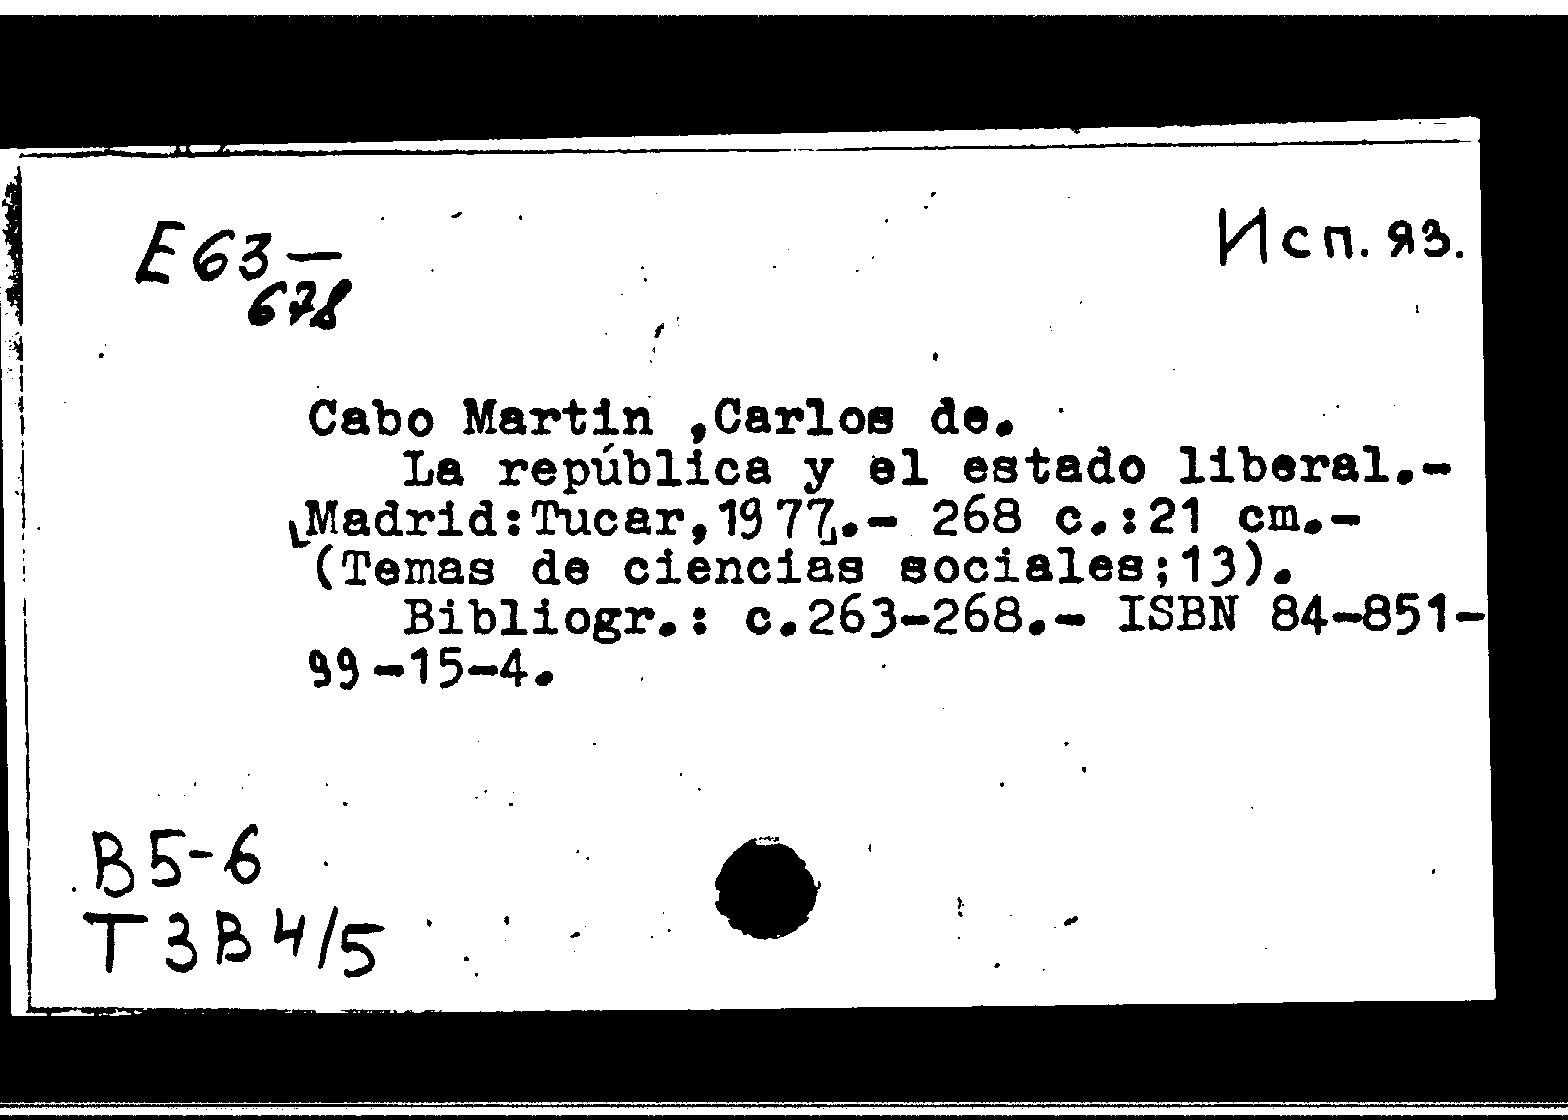 E63—
678
Исп. яз.
Cabo Martin ,Carlos de.
La república y el estado liberal.-
[Madrid:Tucar,1977].- 268 c.:21 cm.-
(Temas de ciencias sociales;13).
Bibliogr.: c.263-268.- ISBN 84-851-
99-15-4.
B5-6
T3B4/5